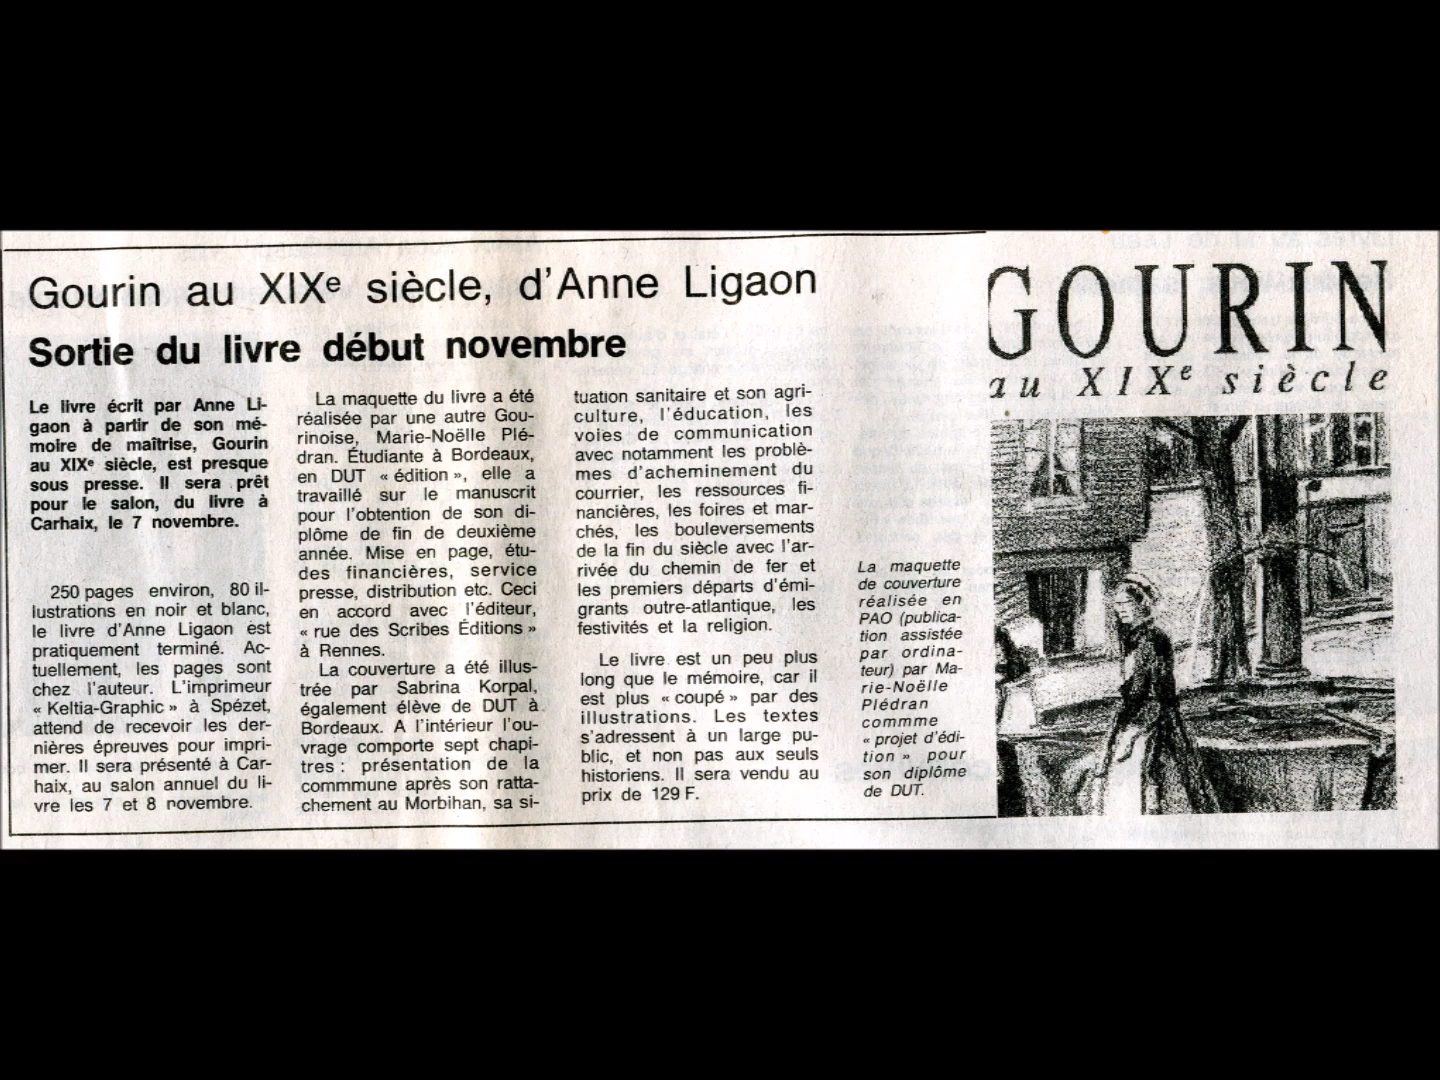 Gourin au XIXe siècle, d'Anne Ligaon
Sortie du livre début novembre
Le livre écrit par Anne Li-
gaon à partir de son mé-
moire de maîtrise, Gourin
au XIXe siècle, est presque
sous presse. Il sera prêt
pour le salon, du livre à
Carhaix, le 7 novembre.
250 pages environ, 80 il-
lustrations en noir et blanc,
le livre d'Anne Ligaon est
pratiquement terminé. Ac-
tuellement, les pages sont
chez l'auteur. L'imprimeur
« Keltia-Graphic » à Spézet,
attend de recevoir les der-
nières épreuves pour impri-
mer. Il sera présenté à Car-
haix, au salon annuel du li-
vre les 7 et 8 novembre.
La maquette du livre a été
réalisée par une autre Gou-
rinoise, Marie-Noëlle Plé-
dran. Étudiante à Bordeaux,
en DUT « édition », elle a
travaillé sur le manuscrit
pour l'obtention de son di-
plôme de fin de deuxième
année. Mise en page, étu-
des financières, service
presse, distribution etc. Ceci
en accord avec l'éditeur,
« rue des Scribes Éditions »
à Rennes.
La couverture a été illus-
trée par Sabrina Korpal,
également élève de DUT à
Bordeaux. A l'intérieur l'ou-
vrage comporte sept chapi-
tres : présentation de la
commmune après son ratta-
chement au Morbihan, sa si-
tuation sanitaire et son agri-
culture, l'éducation, les
voies de communication
avec notamment les problè-
mes d'acheminement du
courrier, les ressources fi-
nancières, les foires et mar-
chés, les bouleversements
de la fin du siècle avec l'ar-
rivée du chemin de fer et
les premiers départs d'émi-
grants outre-atlantique, les
festivités et la religion.
Le livre est un peu plus
long que le mémoire, car il
est plus « coupé » par des
illustrations. Les textes
s'adressent à un large pu-
blic, et non pas aux seuls
historiens. Il sera vendu au
prix de 129 F.
La maquette
de couverture
réalisée en
PAO (publica-
tion assistée
par ordina-
teur) par Ma-
rie-Noëlle
Plédran
commme
« projet d'édi-
tion » pour
son diplôme
de DUT.
GOURIN
au XIXe siècle